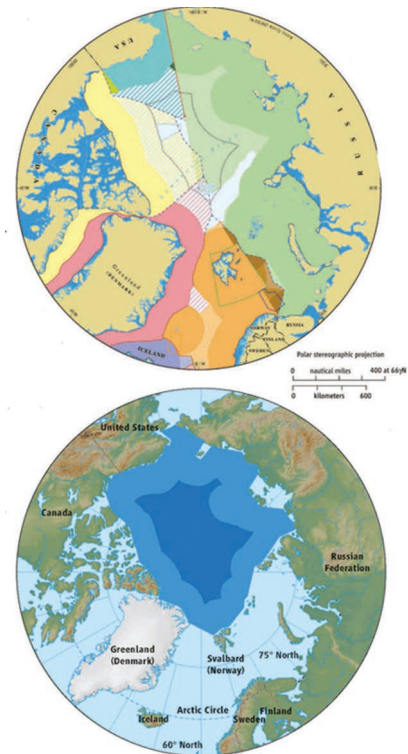 USA
CANADA
RUSSIA
Greenland
(DENMARK)
ICELAND
NORWAY
SWEDEN
FINLAND
RUSSIA
Polar stereographic projection
0 nautical miles 400 at 66
0 kilometers 600
United States
Canada
Russian
Federation
Greenland
(Denmark)
Svalbard
(Norway)
75° North
Arctic Circle
Iceland
Sweden
Finland
60° North